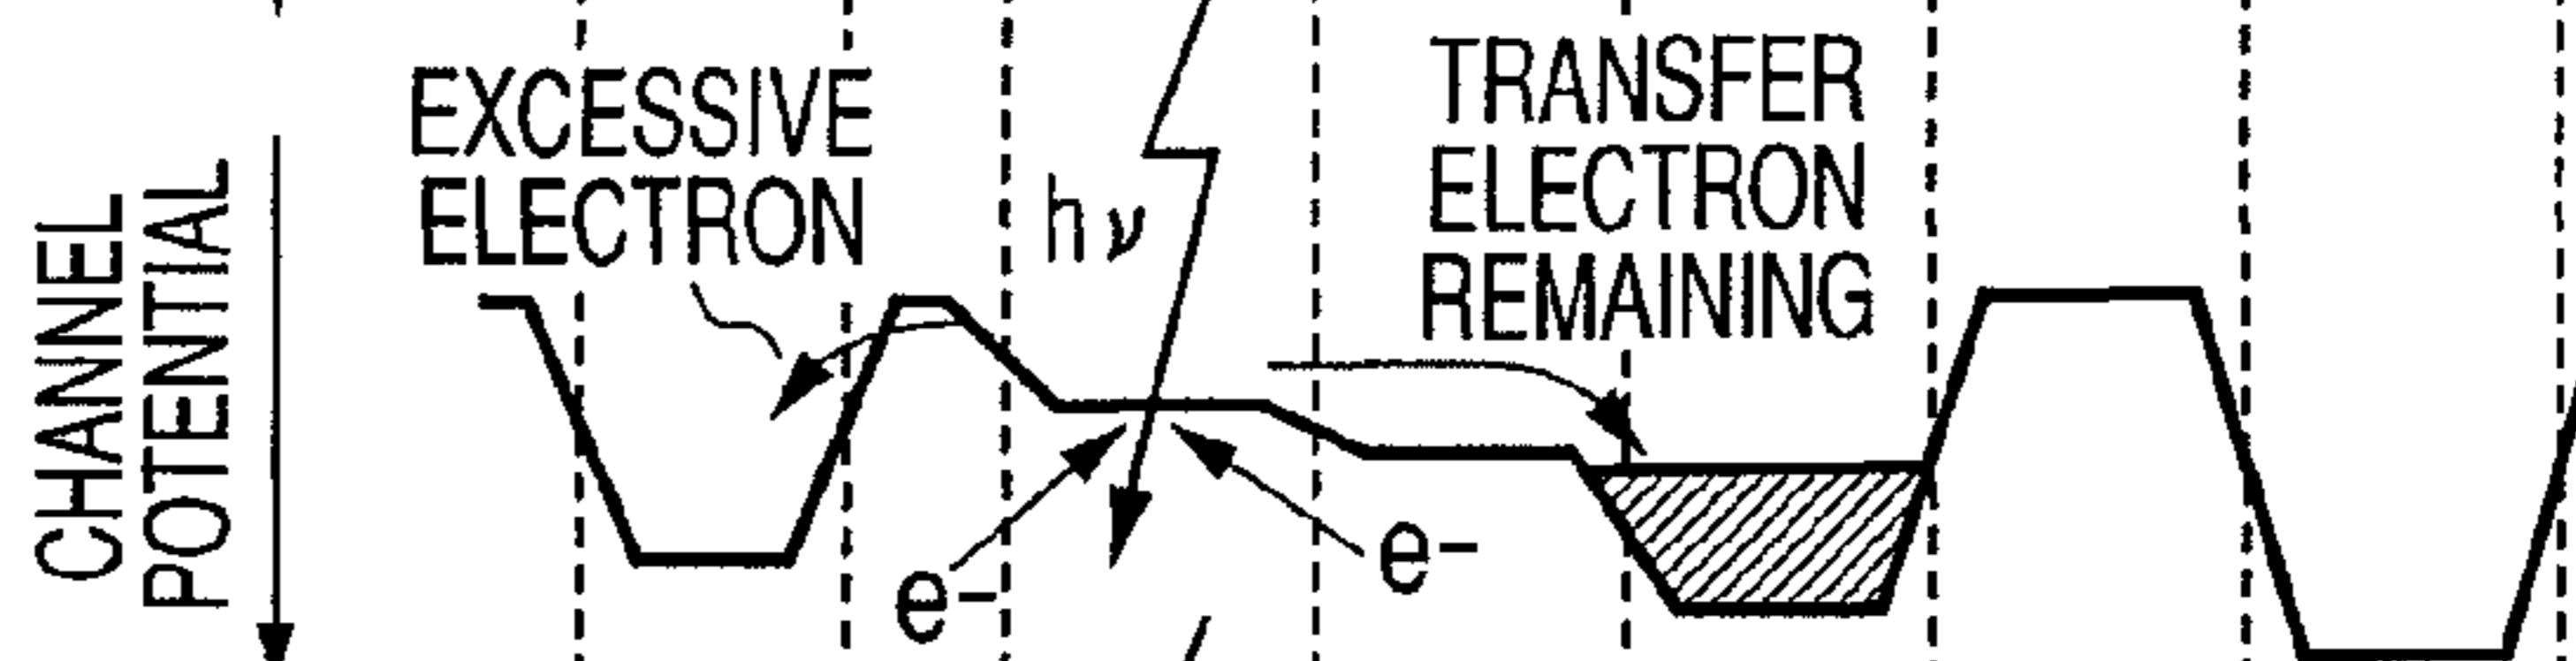 CHANNEL
POTENTIAL
EXCESSIVE
ELECTRON
hν
TRANSFER
ELECTRON
REMAINING
e-
e-